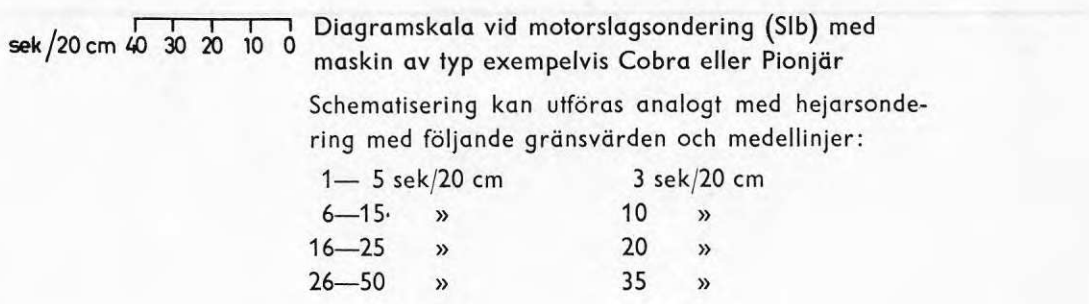 sek/20 cm 40 30 20 10 0
Diagramskala vid motorslagsondering (Slb) med
maskin av typ exempelvis Cobra eller Pionjär
Schematisering kan utföras analogt med hejarsonde-
ring med följande gränsvärden och medellinjer:
1— 5 sek/20 cm 3 sek/20 cm
6—15 » 10 »
16—25 » 20 »
26—50 » 35 »